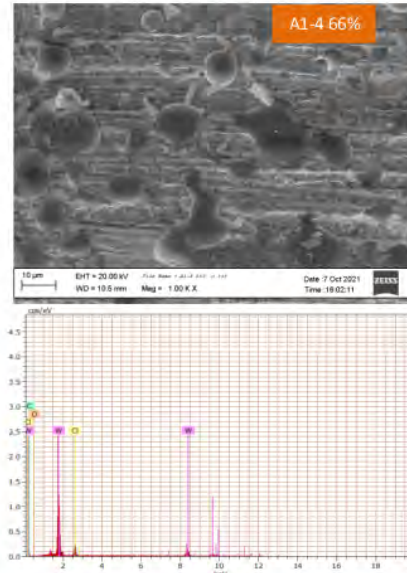 A1-4 66%
10 µm
EHT = 20.00 kV
WD = 10.5 mm
Mag = 1.00 K X
Date :7 Oct 2021
Time :16:02:11
ZEISS
cps/eV
4.5
4.0
3.5
3.0
2.5
2.0
1.5
1.0
0.5
0.0
C
O
Cl
W
W
Cl
W
2
4
6
8
10
12
14
16
18